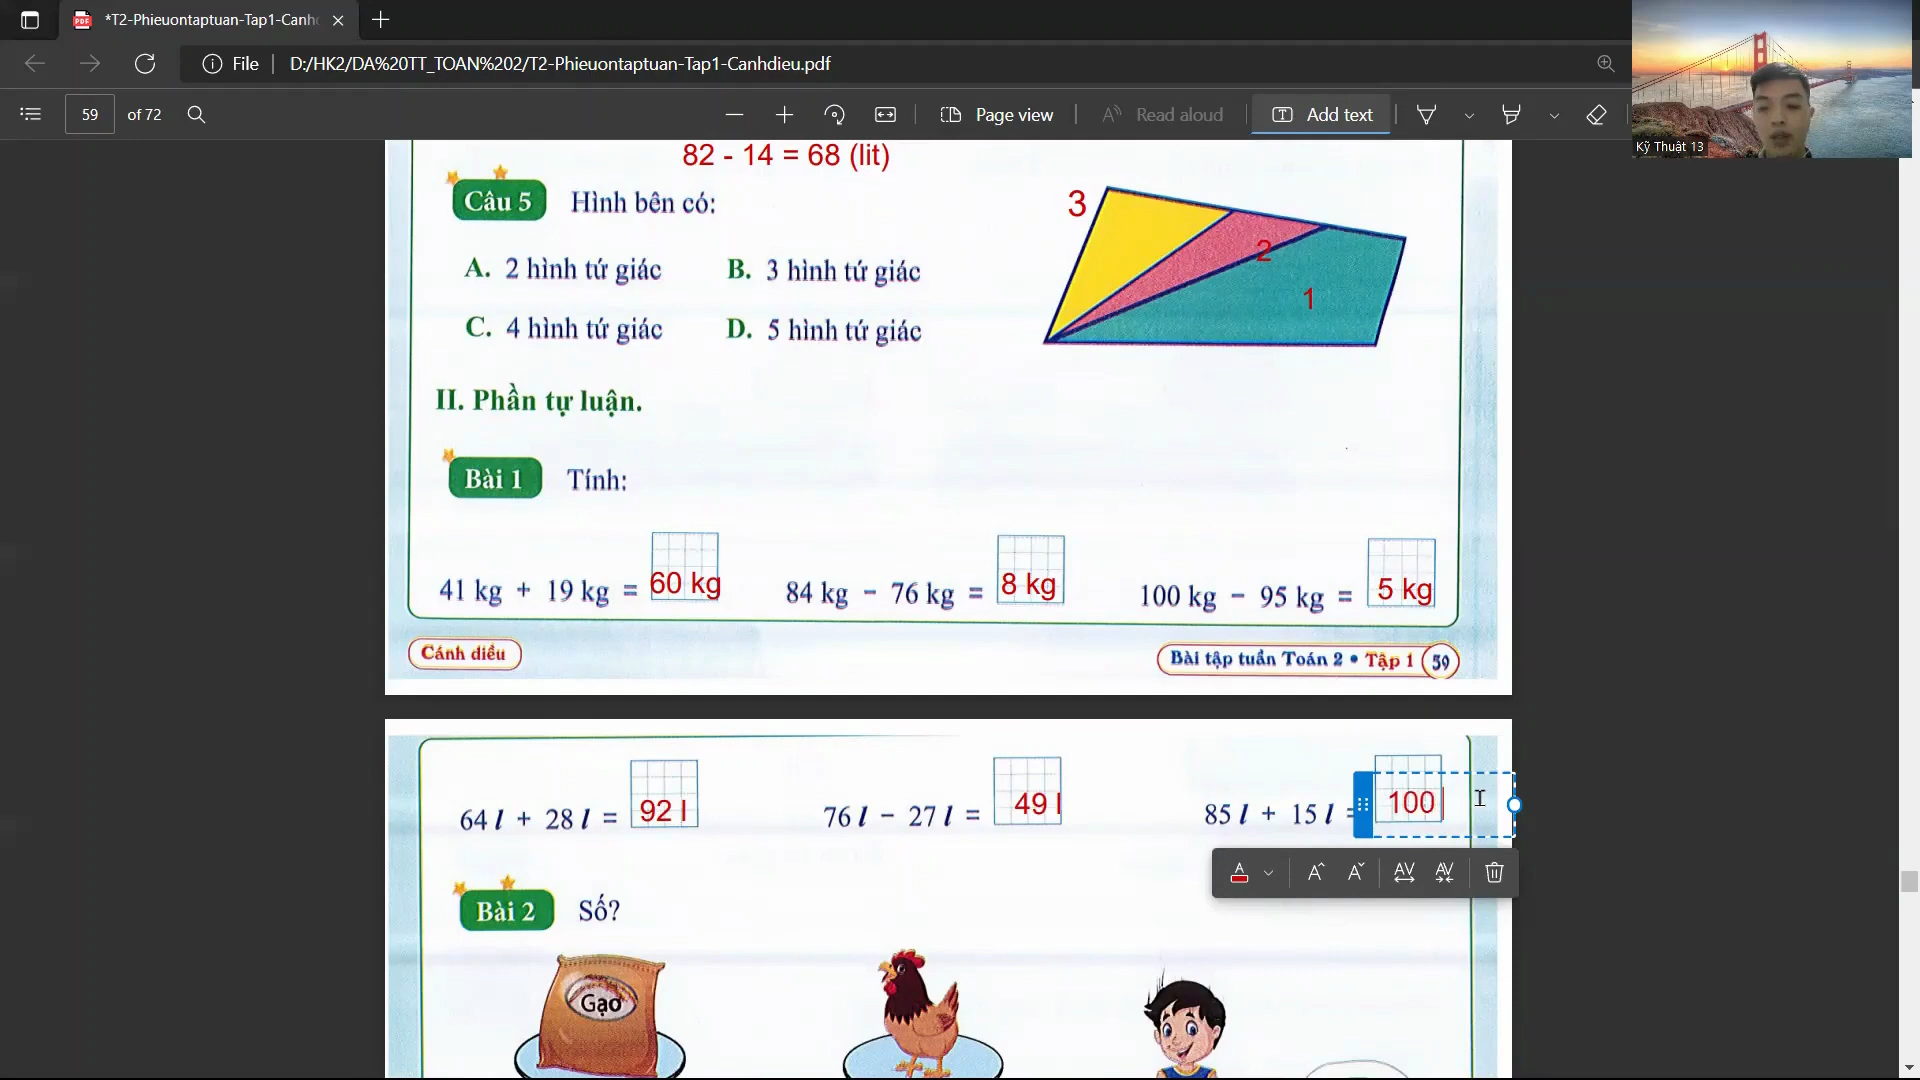 *T2-Phieuontaptuan-Tap1-Canh
File
D:/HK2/DA%20TT_TOAN%202/T2-Phieuontaptuan-Tap1-Canhdieu.pdf
59 of 72
Page view
Read aloud
Add text
Kỹ Thuật 13
82 - 14 = 68 (lit)
Câu 5 Hình bên có:
3
2
1
A. 2 hình tứ giác B. 3 hình tứ giác
C. 4 hình tứ giác D. 5 hình tứ giác
II. Phần tự luận.
Bài 1 Tính:
41 kg + 19 kg = 60 kg 84 kg - 76 kg = 8 kg 100 kg - 95 kg = 5 kg
Cánh diều
Bài tập tuần Toán 2 • Tập 1 59
64 l + 28 l = 92 l 76 l - 27 l = 49 l 85 l + 15 l = 100
Bài 2 Số?
Gạo